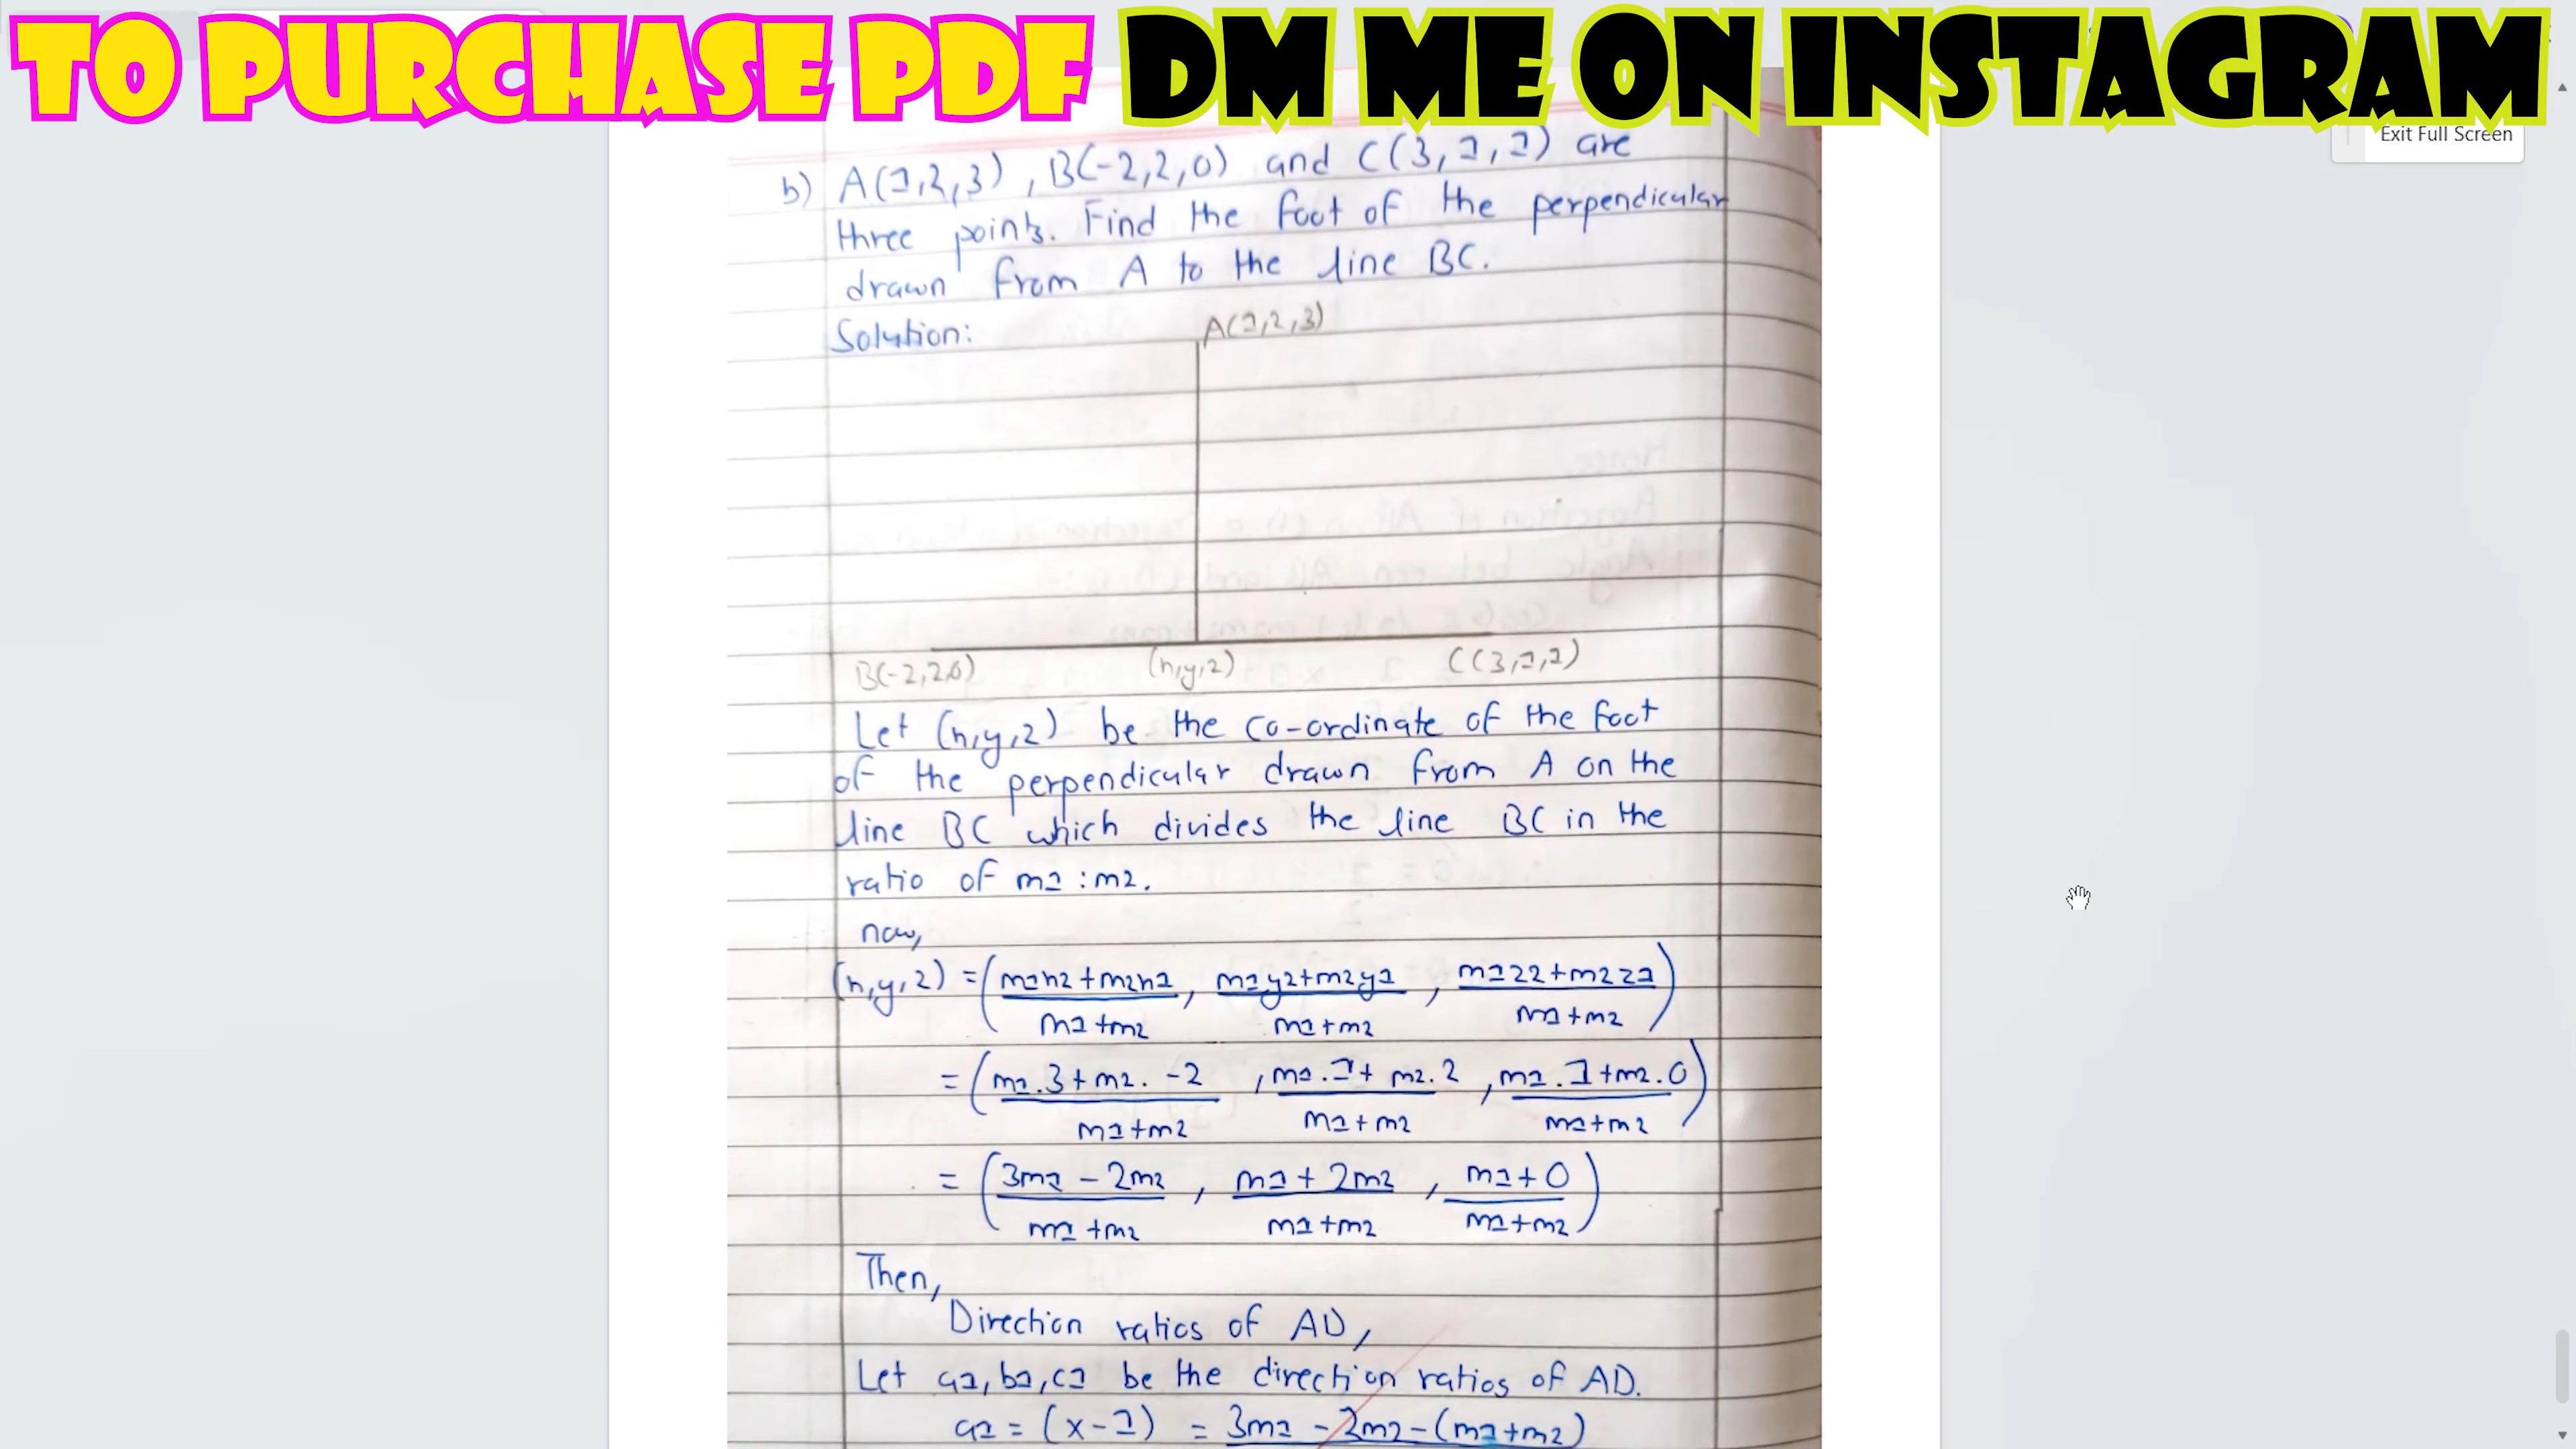 TO PURCHASE PDF DM ME ON INSTAGRAM
Exit Full Screen
b) A(1,2,3), B(-2,2,0) and C(3,1,1) are
three points. Find the foot of the perpendicular
drawn from A to the line BC.
Solution:
A(1,2,3)
B(-2,2,0) (x,y,z) C(3,1,1)
Let (x,y,z) be the co-ordinate of the foot
of the perpendicular drawn from A on the
line BC which divides the line BC in the
ratio of m1:m2.
now,
(x,y,z) = (m1x2+m2x1/m1+m2, m1y2+m2y1/m1+m2, m1z2+m2z1/m1+m2)
= (m1.3+m2.-2/m1+m2, m1.1+m2.2/m1+m2, m1.1+m2.0/m1+m2)
= (3m1-2m2/m1+m2, m1+2m2/m1+m2, m1+0/m1+m2)
Then,
Direction ratios of AD,
Let a1,b1,c1 be the direction ratios of AD.
a1 = (x-1) = 3m1-2m2-(m1+m2)